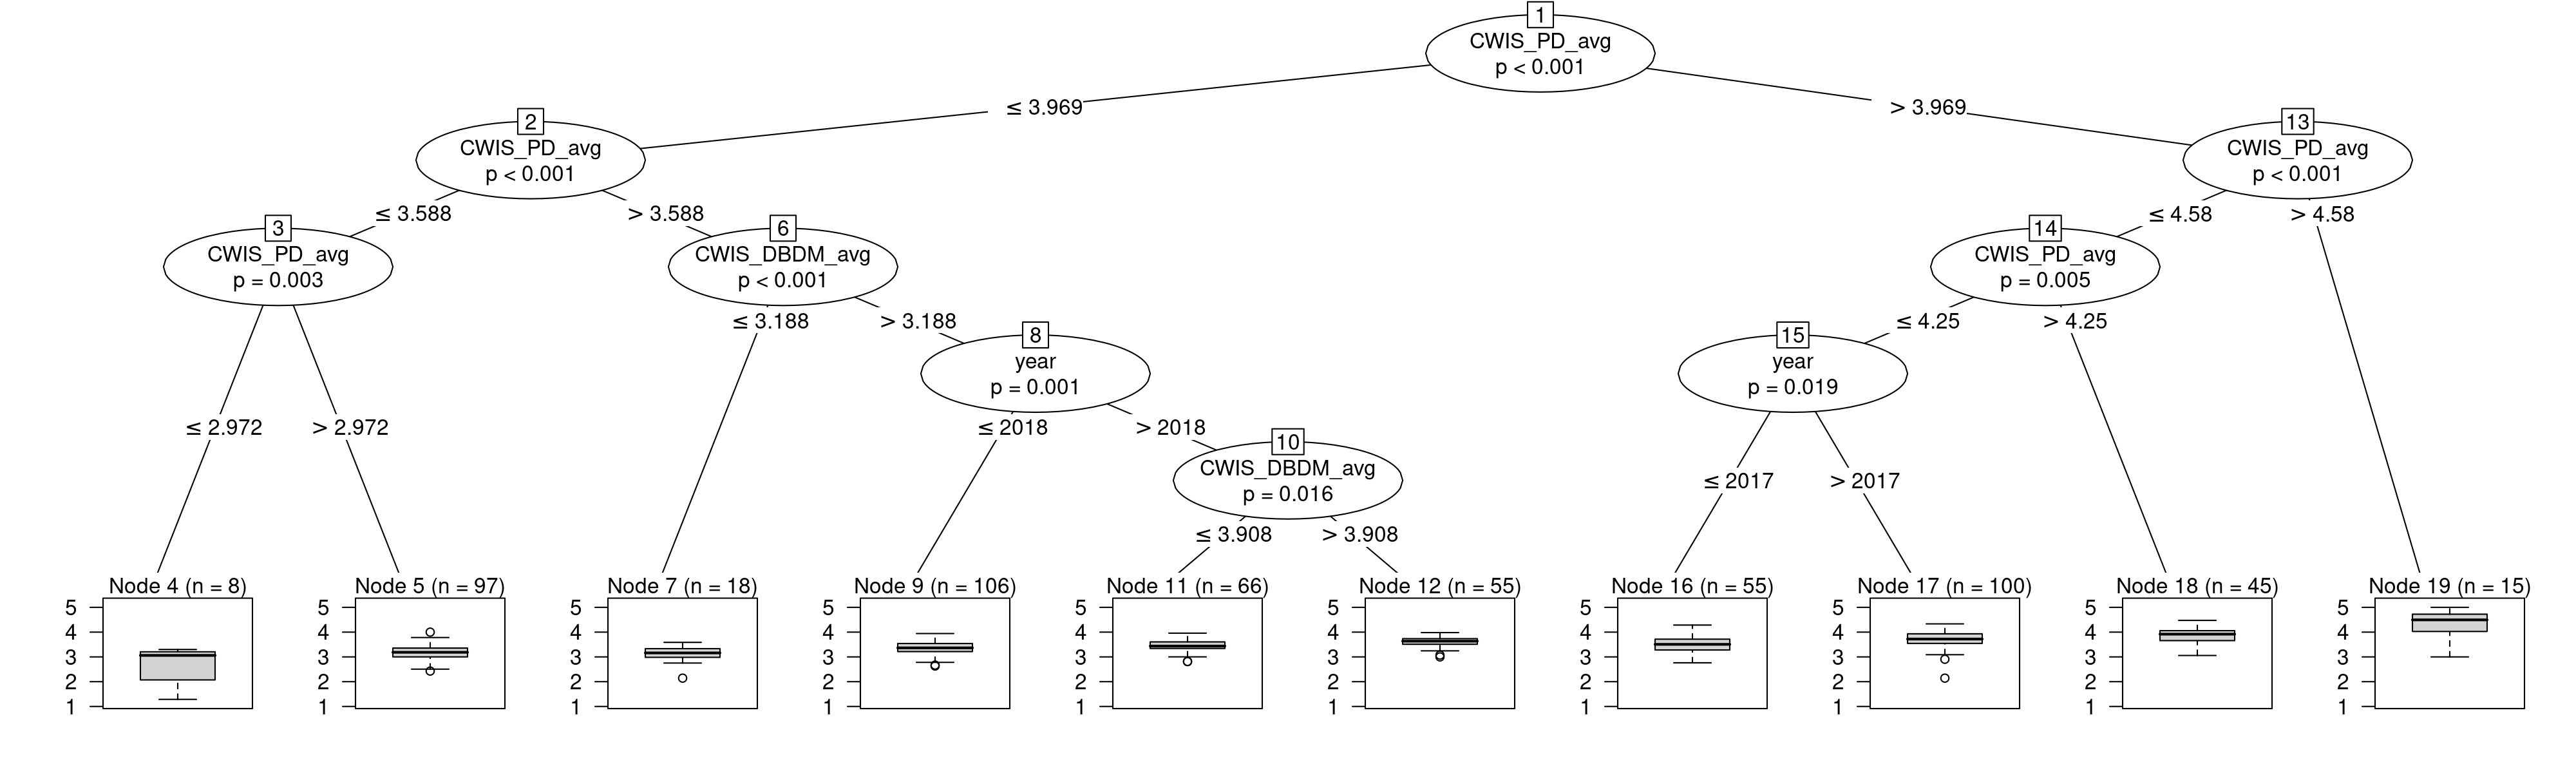 1
CWIS_PD_avg
p < 0.001
≤ 3.969
> 3.969
2
CWIS_PD_avg
p < 0.001
13
CWIS_PD_avg
p < 0.001
≤ 3.588
> 3.588
≤ 4.58
> 4.58
3
CWIS_PD_avg
p = 0.003
6
CWIS_DBDM_avg
p < 0.001
14
CWIS_PD_avg
p = 0.005
≤ 3.188
> 3.188
≤ 4.25
> 4.25
8
year
p = 0.001
15
year
p = 0.019
≤ 2.972
> 2.972
≤ 2018
> 2018
10
CWIS_DBDM_avg
p = 0.016
≤ 2017
> 2017
≤ 3.908
> 3.908
Node 4 (n = 8)
5
4
3
2
1
Node 5 (n = 97)
5
4
3
2
1
Node 7 (n = 18)
5
4
3
2
1
Node 9 (n = 106)
5
4
3
2
1
Node 11 (n = 66)
5
4
3
2
1
Node 12 (n = 55)
5
4
3
2
1
Node 16 (n = 55)
5
4
3
2
1
Node 17 (n = 100)
5
4
3
2
1
Node 18 (n = 45)
5
4
3
2
1
Node 19 (n = 15)
5
4
3
2
1